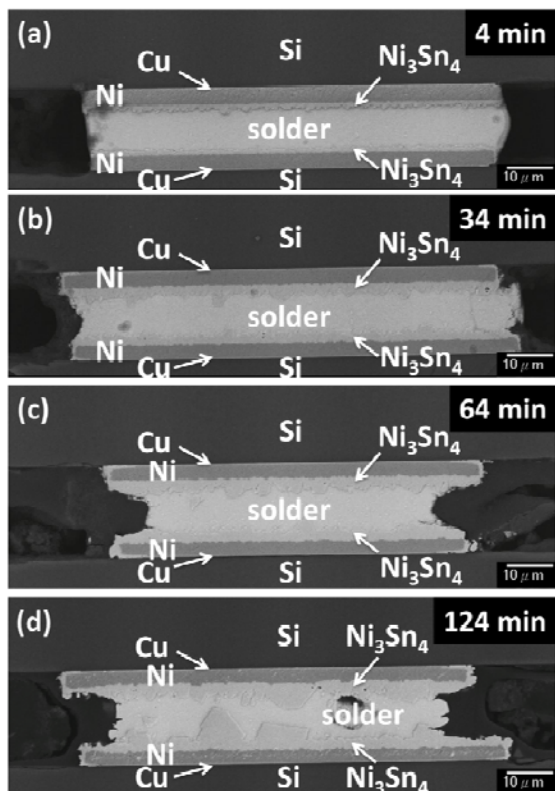 (a)
4 min
Si
Cu
Ni₃Sn₄
Ni
solder
Ni
Cu
Si
Ni₃Sn₄
10 μm
(b)
34 min
Si
Cu
Ni₃Sn₄
Ni
solder
Ni
Cu
Si
Ni₃Sn₄
10 μm
(c)
64 min
Si
Cu
Ni₃Sn₄
Ni
solder
Ni
Cu
Si
Ni₃Sn₄
10 μm
(d)
124 min
Si
Cu
Ni₃Sn₄
Ni
solder
Ni
Cu
Si
Ni₃Sn₄
10 μm